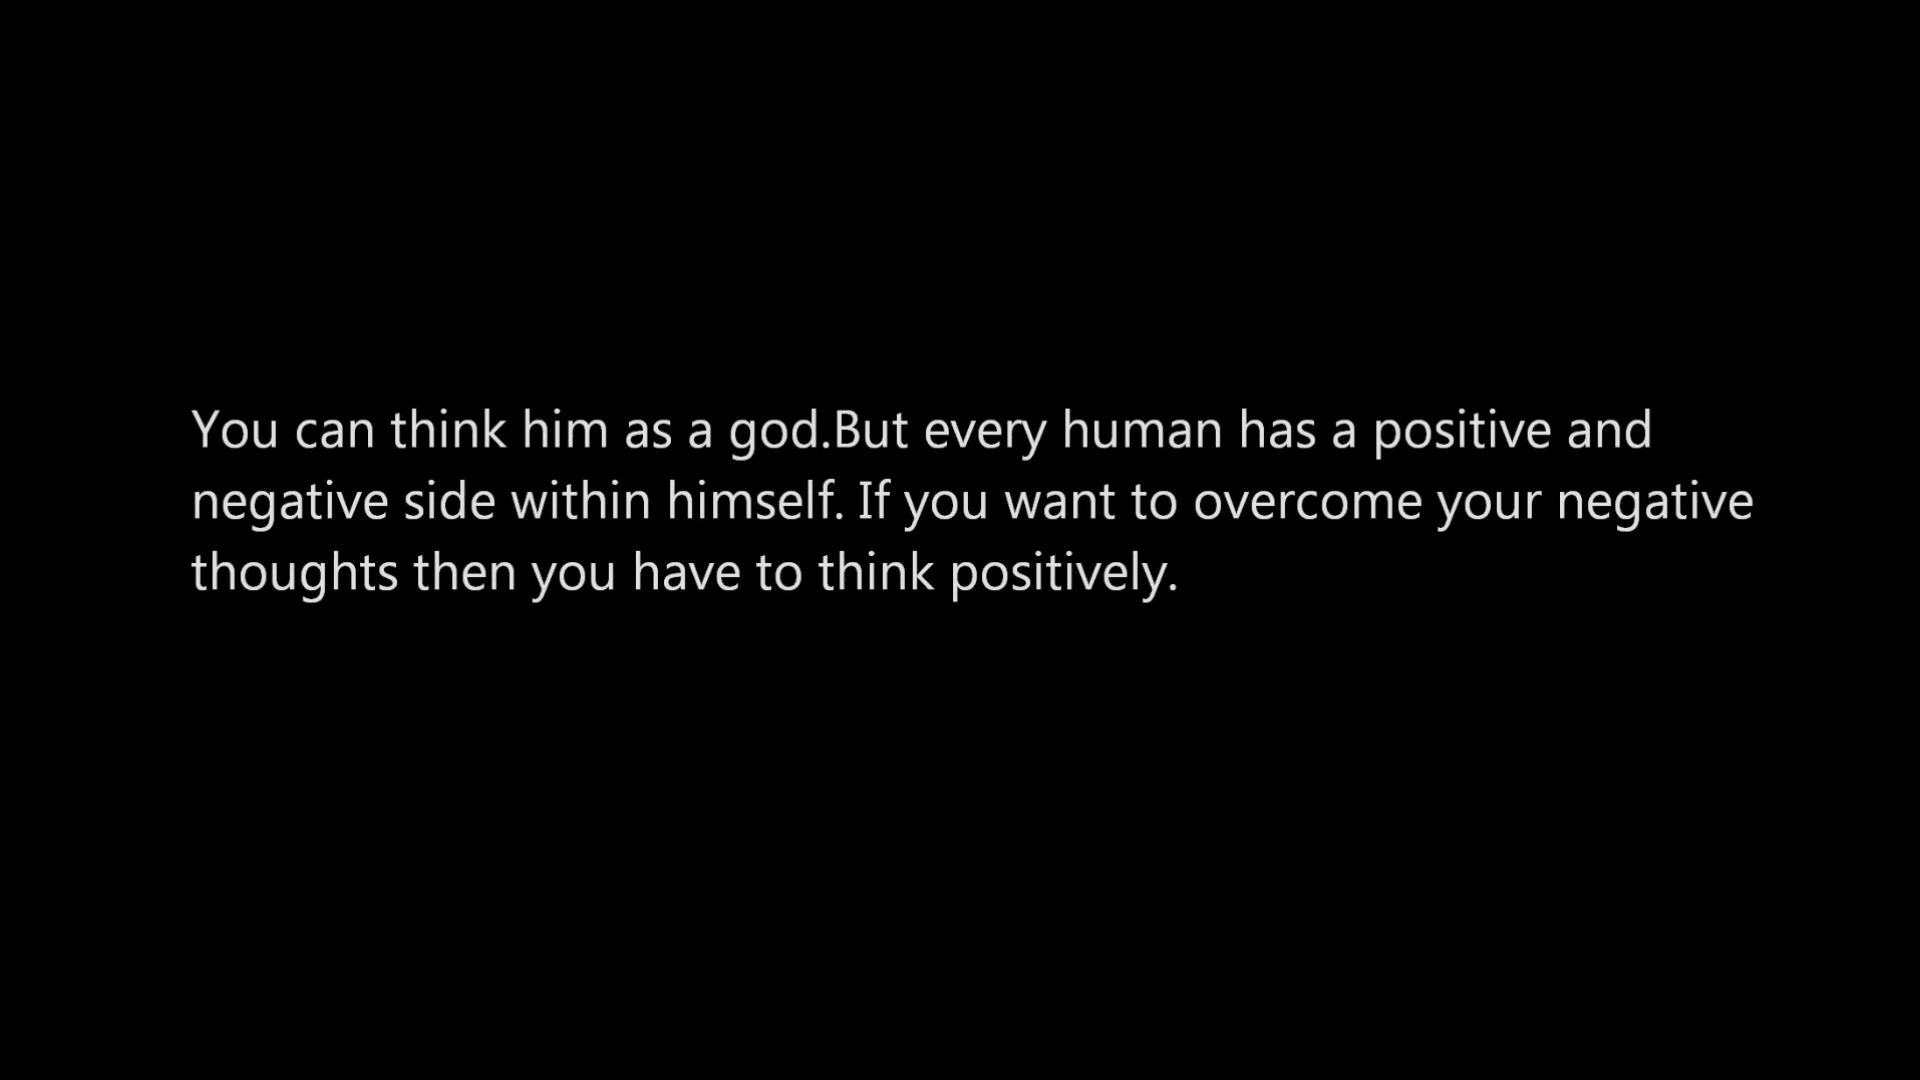 You can think him as a god.But every human has a positive and
negative side within himself. If you want to overcome your negative
thoughts then you have to think positively.